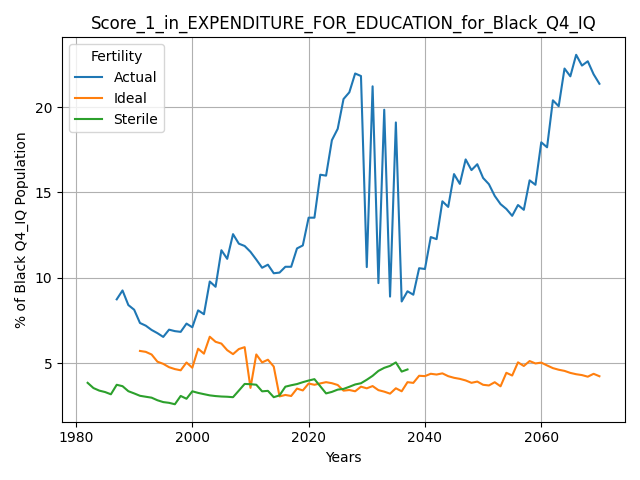 Score_1_in_EXPENDITURE_FOR_EDUCATION_for_Black_Q4_IQ
Fertility
Actual
Ideal
Sterile
% of Black Q4_IQ Population
20
15
10
5
1980
2000
2020
2040
2060
Years